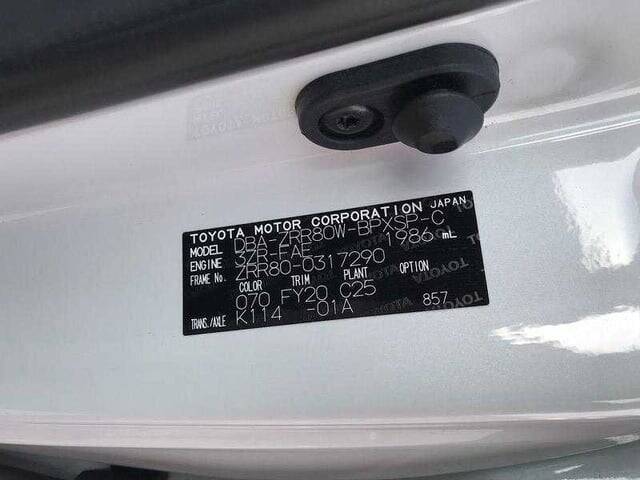 TOYOTA MOTOR CORPORATION JAPAN
MODEL DBA-ZRR80W-BPXSP-C
ENGINE 3ZR-FAE 1986 mL
FRAME No. ZRR80-0317290
COLOR TRIM PLANT OPTION
070 FY20 C25
TRANS./AXLE K114 -01A 857